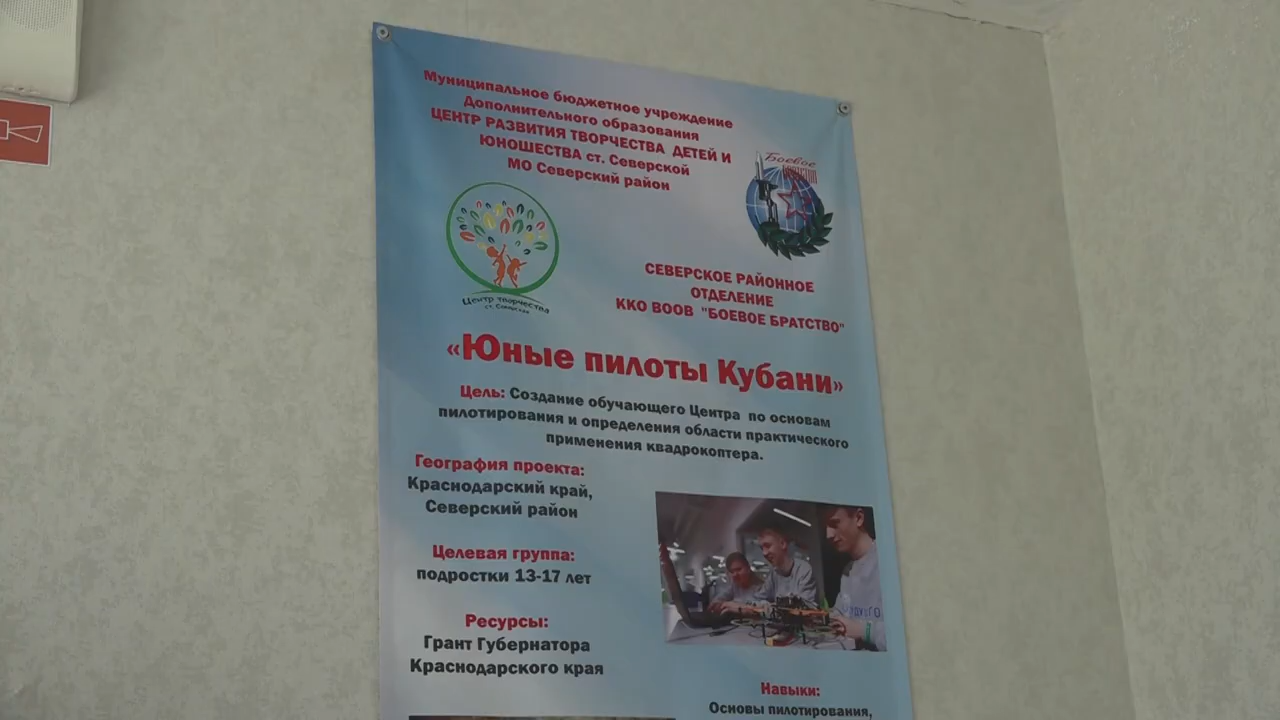 Муниципальное бюджетное учреждение
Дополнительного образования
ЦЕНТР РАЗВИТИЯ ТВОРЧЕСТВА ДЕТЕЙ И
ЮНОШЕСТВА ст. Северской
МО Северский район
Боевое
Центр творчества
СЕВЕРСКОЕ РАЙОННОЕ
ОТДЕЛЕНИЕ
ККО ВООВ "БОЕВОЕ БРАТСТВО"
«Юные пилоты Кубани»
Цель: Создание обучающего Центра по основам
пилотирования и определения области практического
применения квадрокоптера.
География проекта:
Краснодарский край,
Северский район
Целевая группа:
подростки 13-17 лет
Ресурсы:
Грант Губернатора
Краснодарского края
Навыки:
Основы пилотирования,